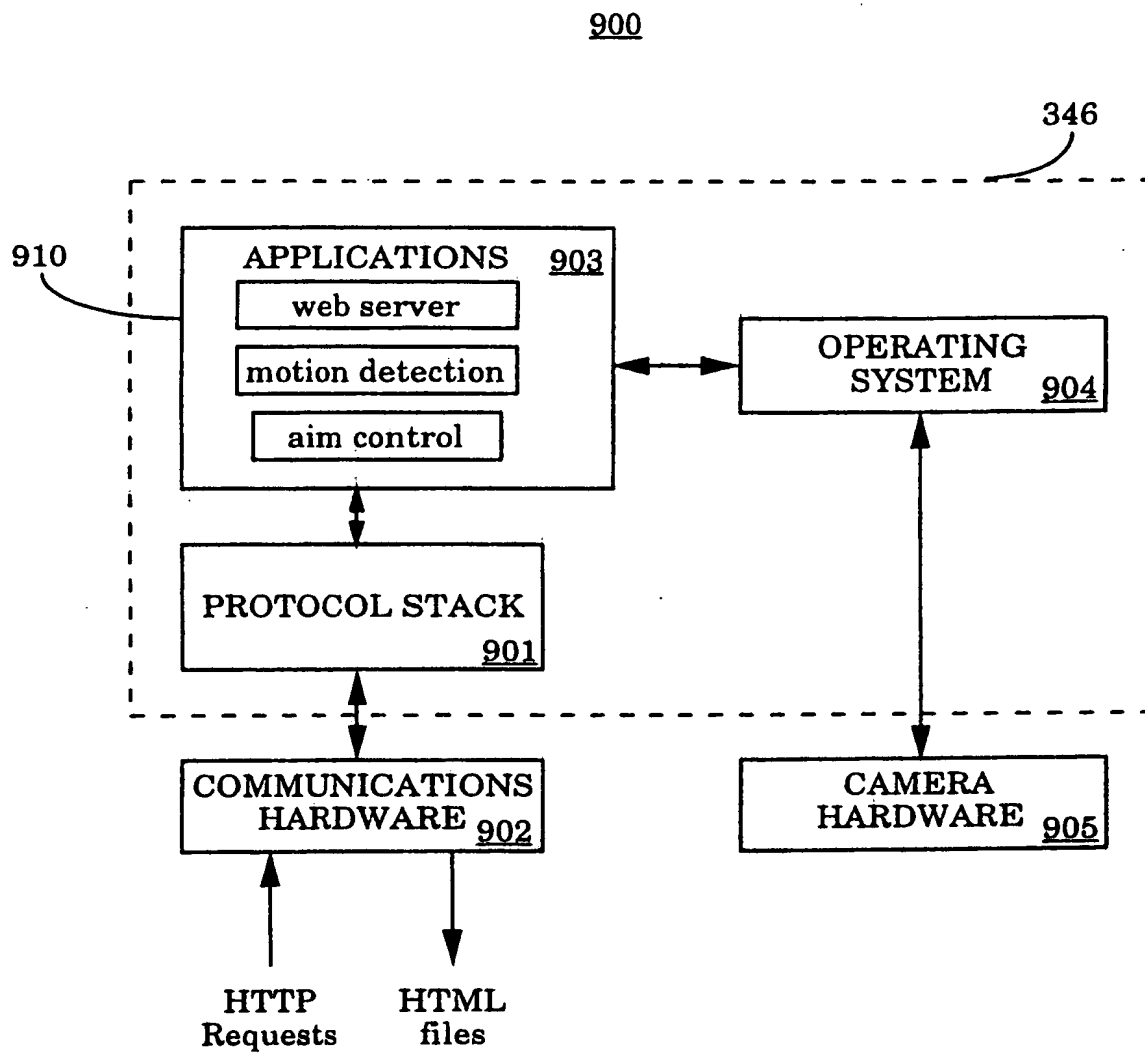 900
346
910
APPLICATIONS
903
web server
motion detection
aim control
OPERATING
SYSTEM
904
PROTOCOL STACK
901
COMMUNICATIONS
HARDWARE
902
CAMERA
HARDWARE
905
HTTP
Requests
HTML
files